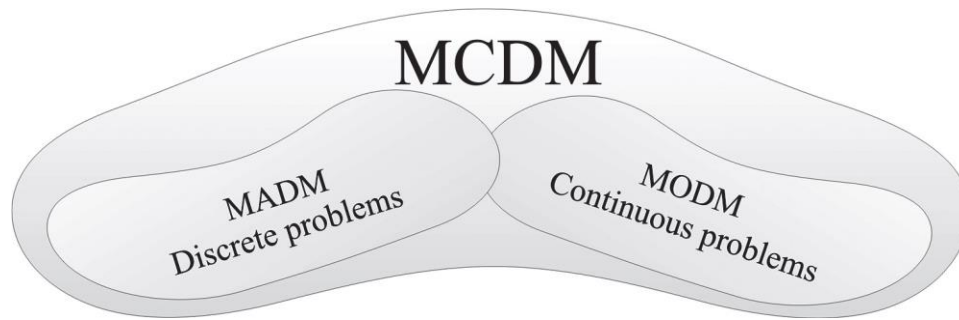 MCDM
MADM
Discrete problems
MODM
Continuous problems